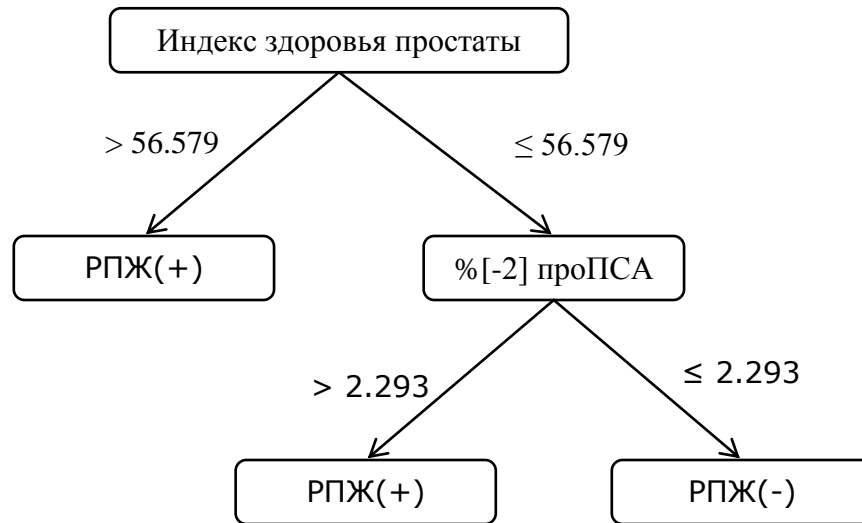 Индекс здоровья простаты
> 56.579
≤ 56.579
РПЖ(+)
%[-2] проПСА
> 2.293
≤ 2.293
РПЖ(+)
РПЖ(-)